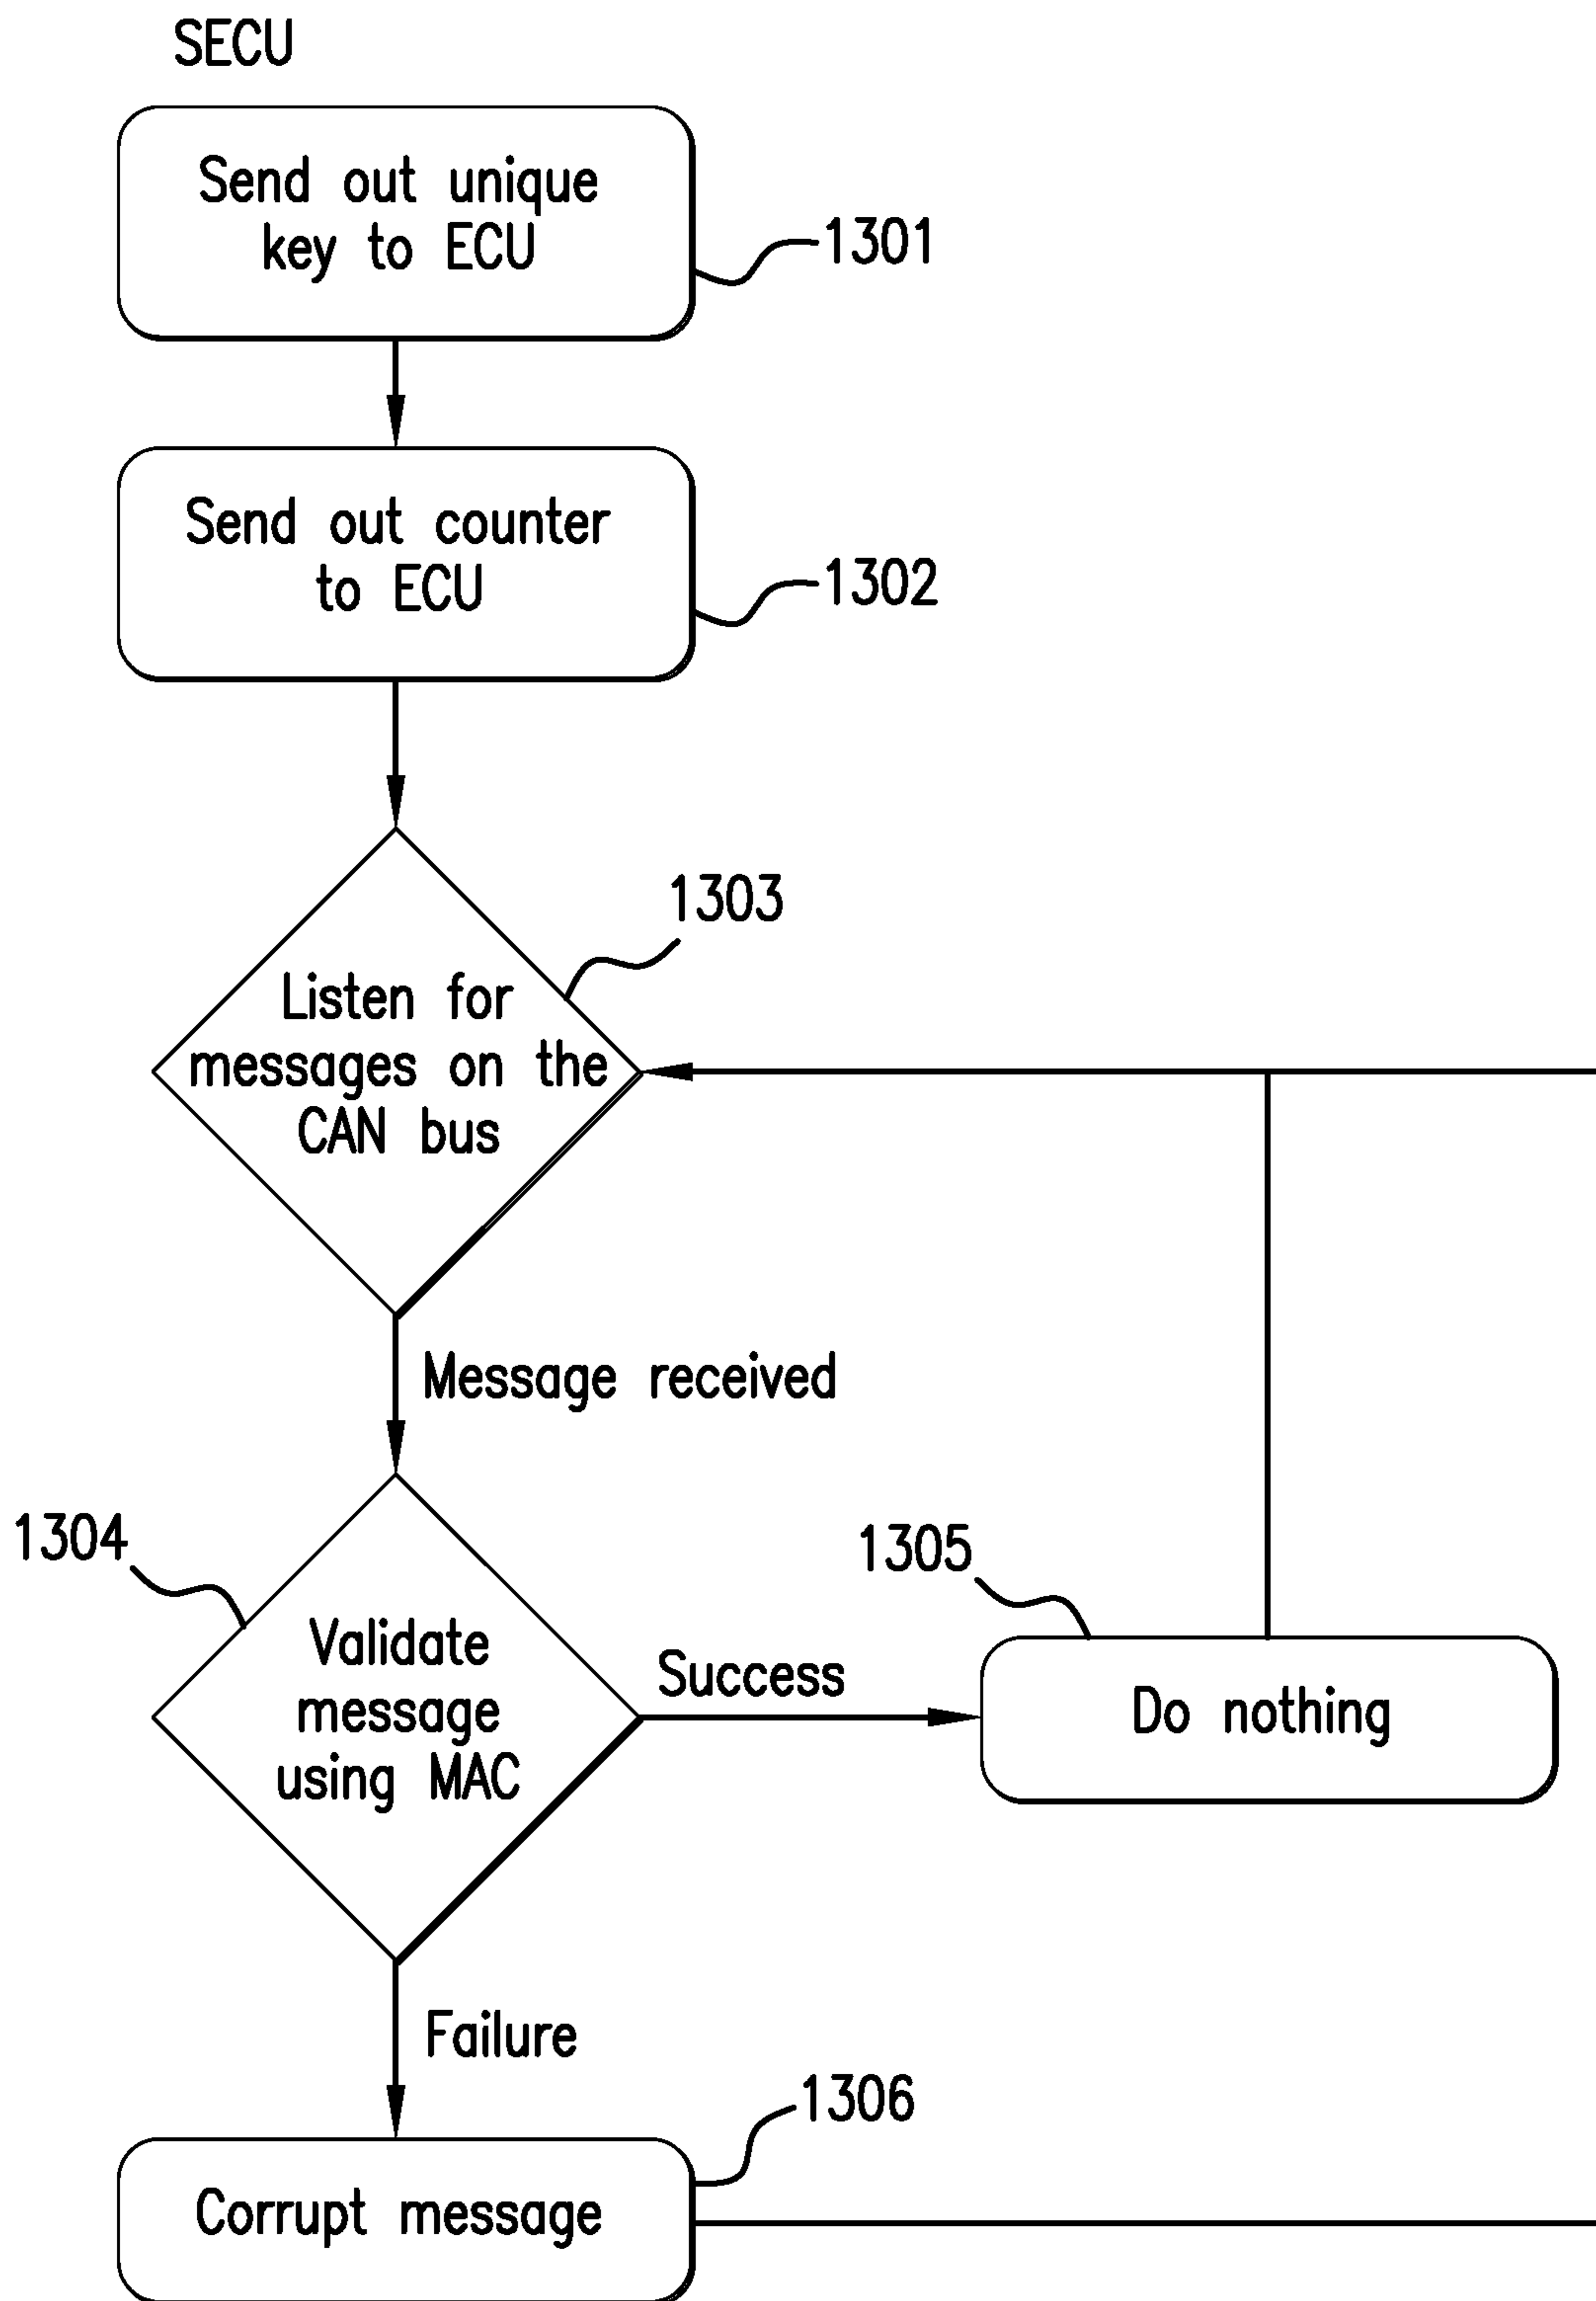 SECU
Send out unique
key to ECU
1301
Send out counter
to ECU
1302
1303
Listen for
messages on the
CAN bus
Message received
1304
Validate
message
using MAC
Success
1305
Do nothing
Failure
1306
Corrupt message